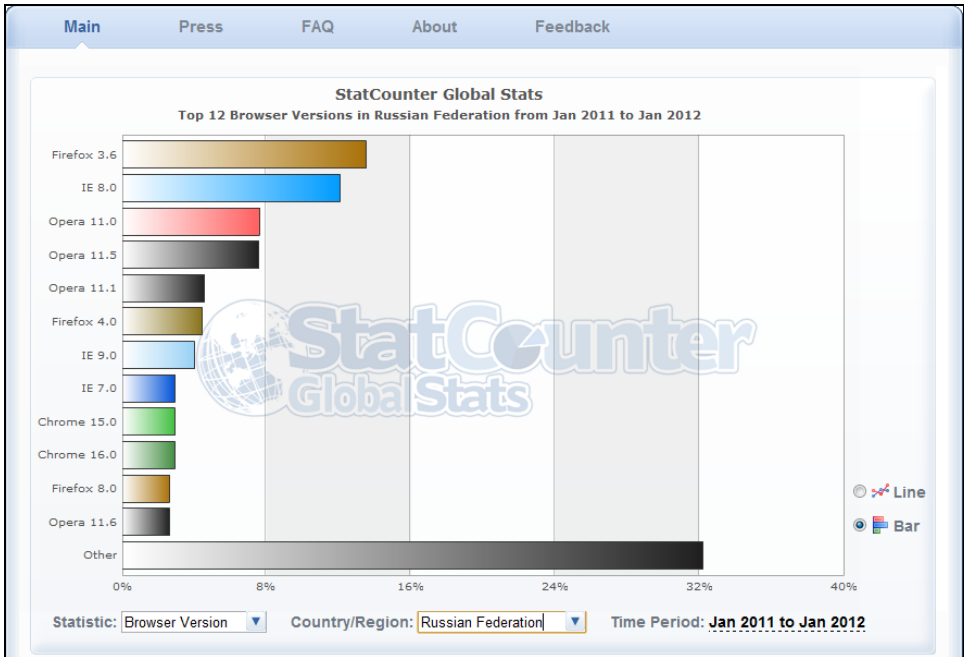 Main Press FAQ About Feedback
StatCounter Global Stats
Top 12 Browser Versions in Russian Federation from Jan 2011 to Jan 2012
Firefox 3.6
IE 8.0
Opera 11.0
Opera 11.5
Opera 11.1
Firefox 4.0
IE 9.0
IE 7.0
Chrome 15.0
Chrome 16.0
Firefox 8.0
Opera 11.6
Other
StatCounter
GlobalStats
Line
Bar
0% 8% 16% 24% 32% 40%
Statistic: Browser Version Country/Region: Russian Federation Time Period: Jan 2011 to Jan 2012